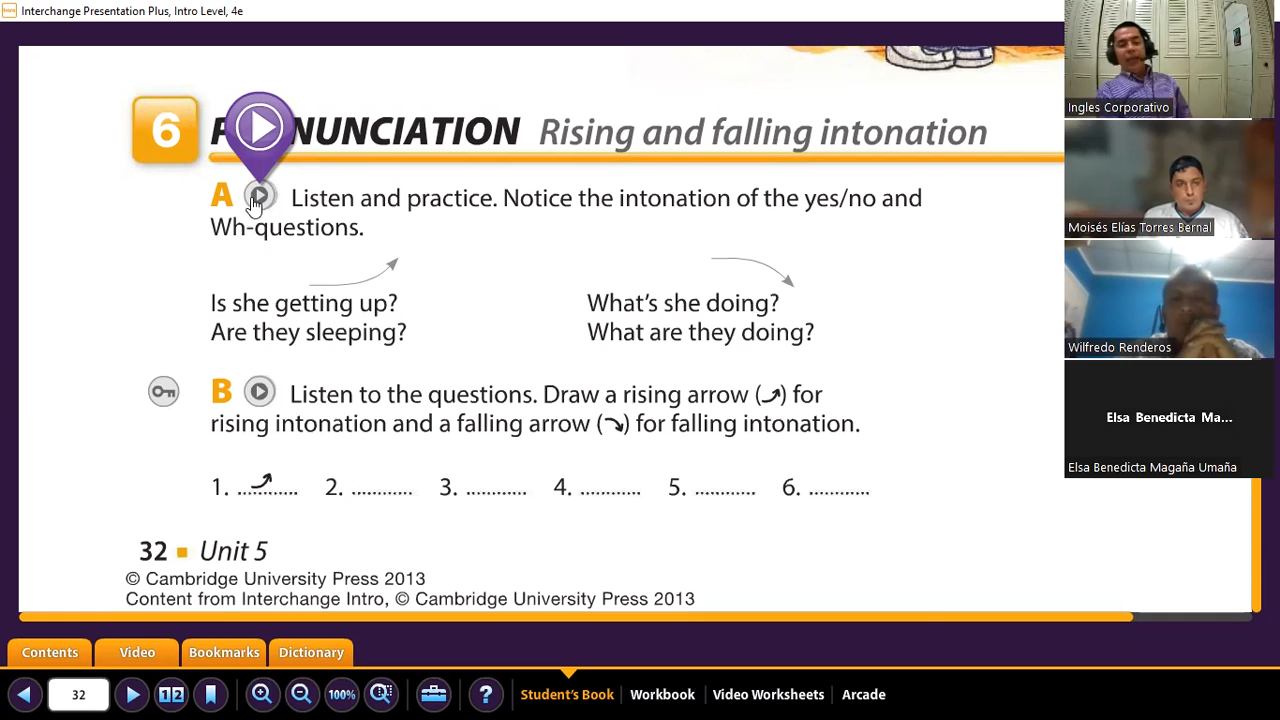 Interchange Presentation Plus, Intro Level, 4e
6 P NUNCIATION Rising and falling intonation
A Listen and practice. Notice the intonation of the yes/no and
Wh-questions.
Is she getting up? What's she doing?
Are they sleeping? What are they doing?
B Listen to the questions. Draw a rising arrow ( ) for
rising intonation and a falling arrow ( ) for falling intonation.
1. ............ 2. ............ 3. ............ 4. ............ 5. ............ 6. ............
32 ■ Unit 5
© Cambridge University Press 2013
Content from Interchange Intro, © Cambridge University Press 2013
Ingles Corporativo
Moisés Elías Torres Bernal
Wilfredo Renderos
Elsa Benedicta Ma...
Elsa Benedicta Magaña Umaña
Contents Video Bookmarks Dictionary
32 1 2 100% ? Student's Book Workbook Video Worksheets Arcade